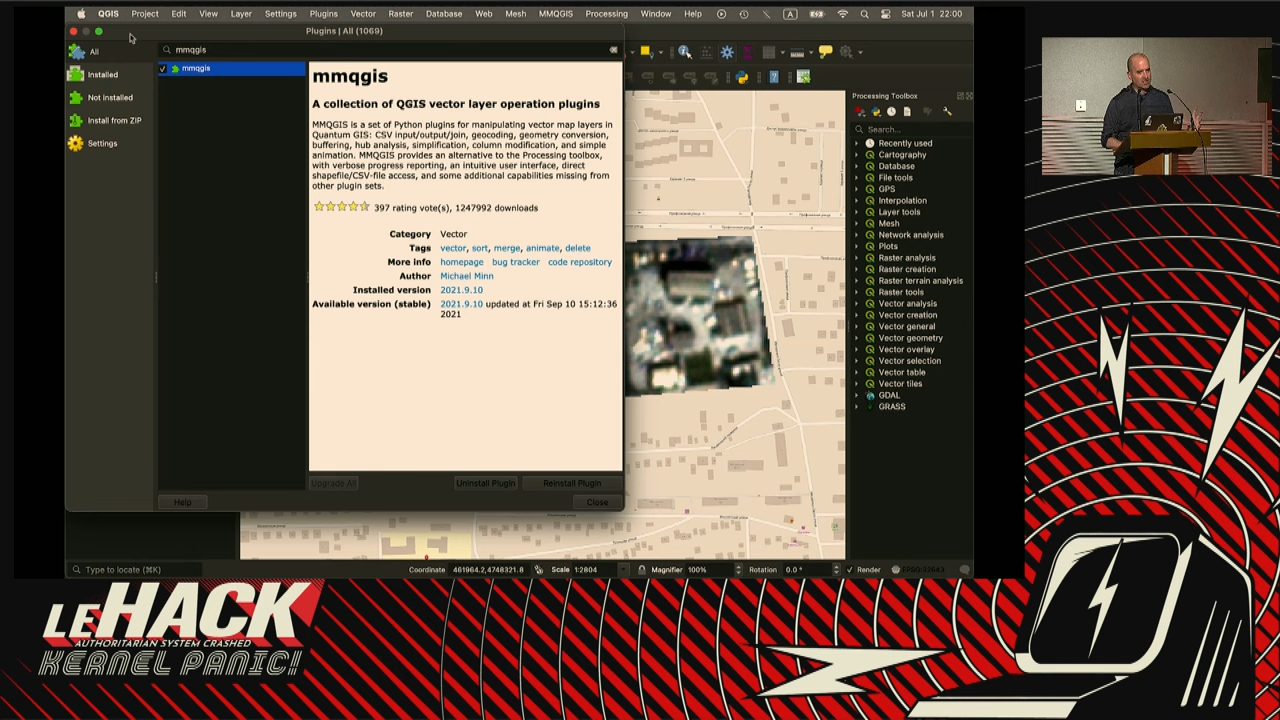 QGIS Project Edit View Layer Settings Plugins Vector Raster Database Web Mesh MMQGIS Processing Window Help A Sat Jul 1 22:00
Plugins | All (1069)
All
Installed
Not Installed
Install from ZIP
Settings
mmqgis
mmqgis
mmqgis
A collection of QGIS vector layer operation plugins
MMQGIS is a set of Python plugins for manipulating vector map layers in
Quantum GIS: CSV input/output/join, geocoding, geometry conversion,
buffering, hub analysis, simplification, column modification, and simple
animation. MMQGIS provides an alternative to the Processing toolbox,
with verbose progress reporting, an intuitive user interface, direct
shapefile/CSV-file access, and some additional capabilities missing from
other plugin sets.
397 rating vote(s), 1247992 downloads
Category Vector
Tags vector, sort, merge, animate, delete
More info homepage bug tracker code repository
Author Michael Minn
Installed version 2021.9.10
Available version (stable) 2021.9.10 updated at Fri Sep 10 15:12:36
2021
Upgrade All Uninstall Plugin Reinstall Plugin
Help Close
Processing Toolbox
Search...
Recently used
Cartography
Database
File tools
GPS
Interpolation
Layer tools
Mesh
Network analysis
Plots
Raster analysis
Raster creation
Raster terrain analysis
Raster tools
Vector analysis
Vector creation
Vector general
Vector geometry
Vector overlay
Vector selection
Vector table
Vector tiles
GDAL
GRASS
Type to locate (⌘K) Coordinate 461964.2,4748321.8 Scale 1:2804 Magnifier 100% Rotation 0.0 ° Render
LEHACK
AUTHORITARIAN SYSTEM CRASHED
KERNEL PANIC!